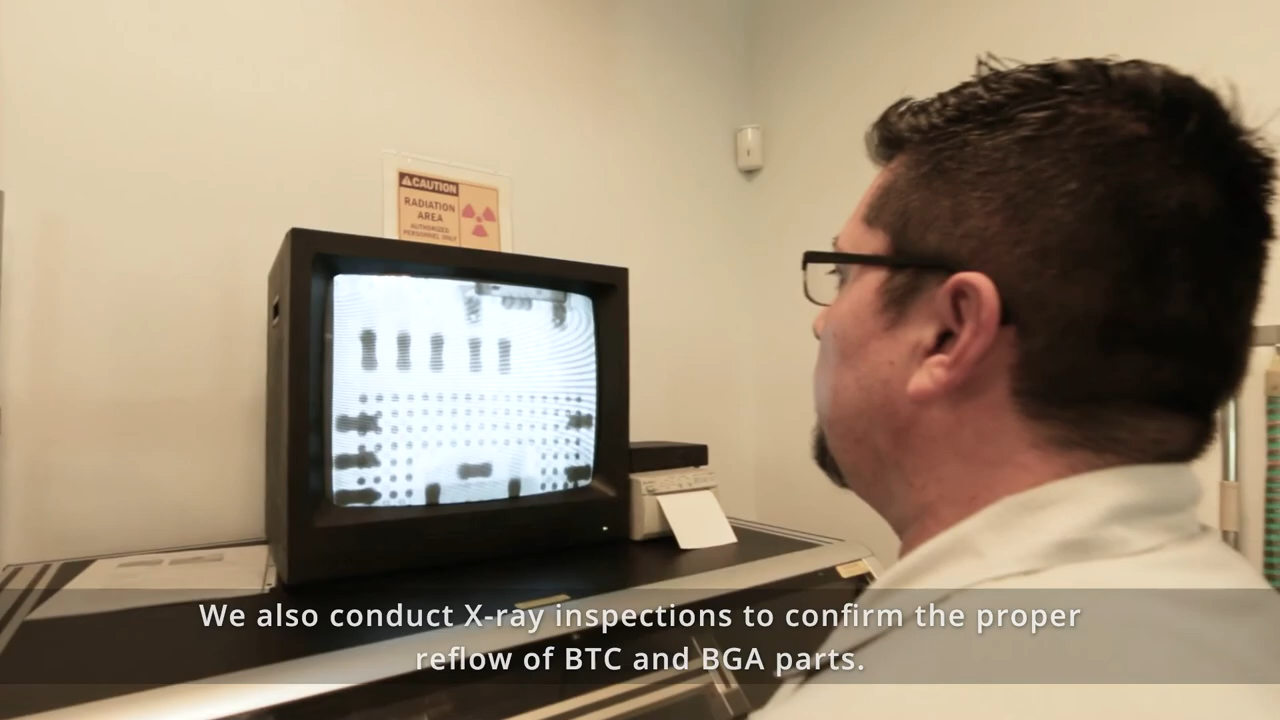 CAUTION
RADIATION
AREA
AUTHORIZED
PERSONNEL ONLY
We also conduct X-ray inspections to confirm the proper
reflow of BTC and BGA parts.